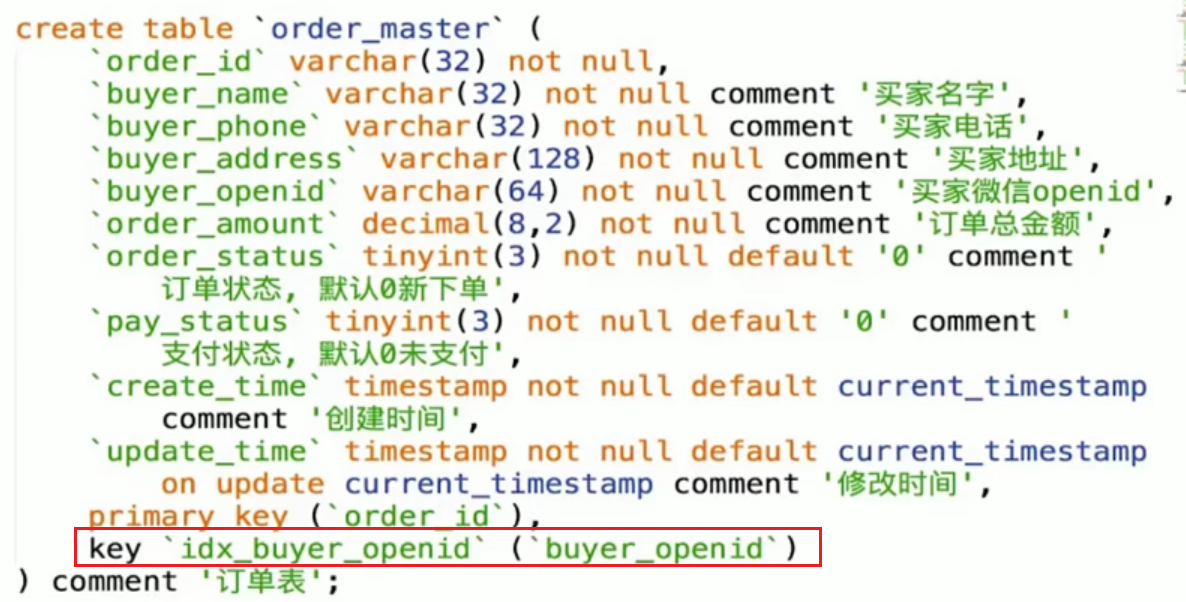 create table `order_master` (
`order_id` varchar(32) not null,
`buyer_name` varchar(32) not null comment '买家名字',
`buyer_phone` varchar(32) not null comment '买家电话',
`buyer_address` varchar(128) not null comment '买家地址',
`buyer_openid` varchar(64) not null comment '买家微信openid',
`order_amount` decimal(8,2) not null comment '订单总金额',
`order_status` tinyint(3) not null default '0' comment '
订单状态, 默认0新下单',
`pay_status` tinyint(3) not null default '0' comment '
支付状态, 默认0未支付',
`create_time` timestamp not null default current_timestamp
comment '创建时间',
`update_time` timestamp not null default current_timestamp
on update current_timestamp comment '修改时间',
primary key (`order_id`),
key `idx_buyer_openid` (`buyer_openid`)
) comment '订单表';